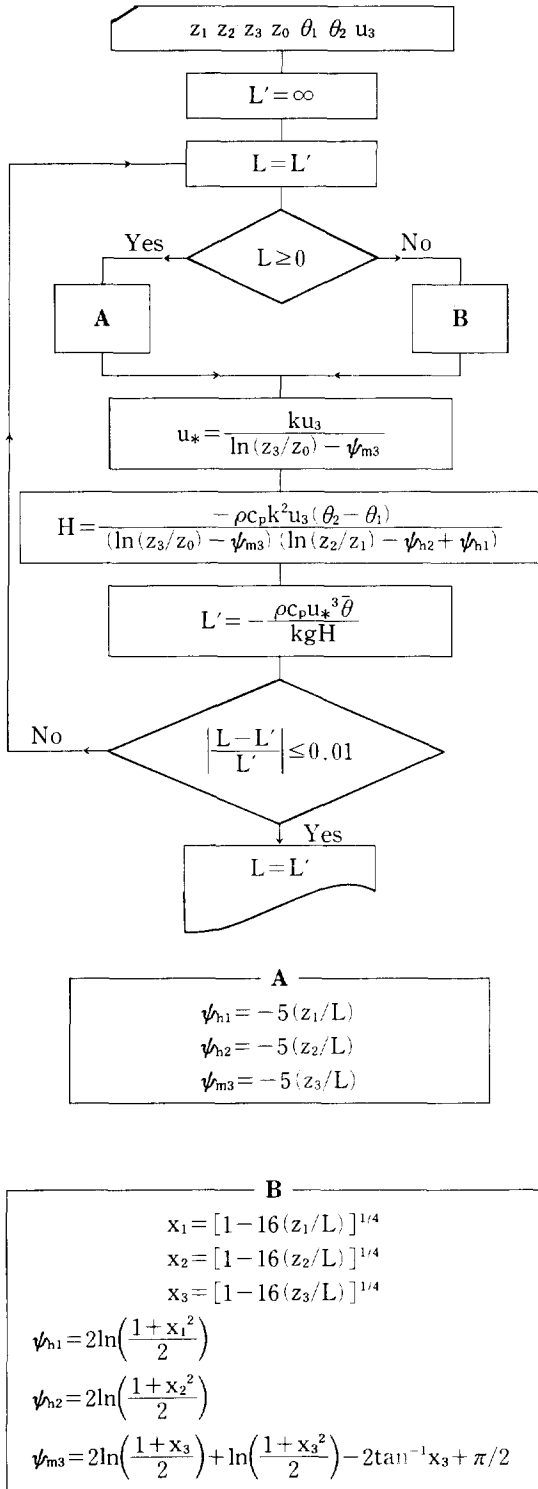 z₁ z₂ z₃ z₀ θ₁ θ₂ u₃
L′=∞
L=L′
Yes
L≥0
No
A
B
u* = ku₃ / (ln(z₃/z₀) − ψₘ₃)
H = −ρcₚk²u₃(θ₂−θ₁) / ((ln(z₃/z₀) − ψₘ₃) (ln(z₂/z₁) − ψₕ₂ + ψₕ₁))
L′ = − ρcₚu*³θ̄ / kgH
No
|(L−L′)/L′| ≤ 0.01
Yes
L=L′
A
ψₕ₁ = −5(z₁/L)
ψₕ₂ = −5(z₂/L)
ψₘ₃ = −5(z₃/L)
B
x₁ = [1−16(z₁/L)]^1/4
x₂ = [1−16(z₂/L)]^1/4
x₃ = [1−16(z₃/L)]^1/4
ψₕ₁ = 2ln((1+x₁²)/2)
ψₕ₂ = 2ln((1+x₂²)/2)
ψₘ₃ = 2ln((1+x₃)/2) + ln((1+x₃²)/2) − 2tan⁻¹x₃ + π/2